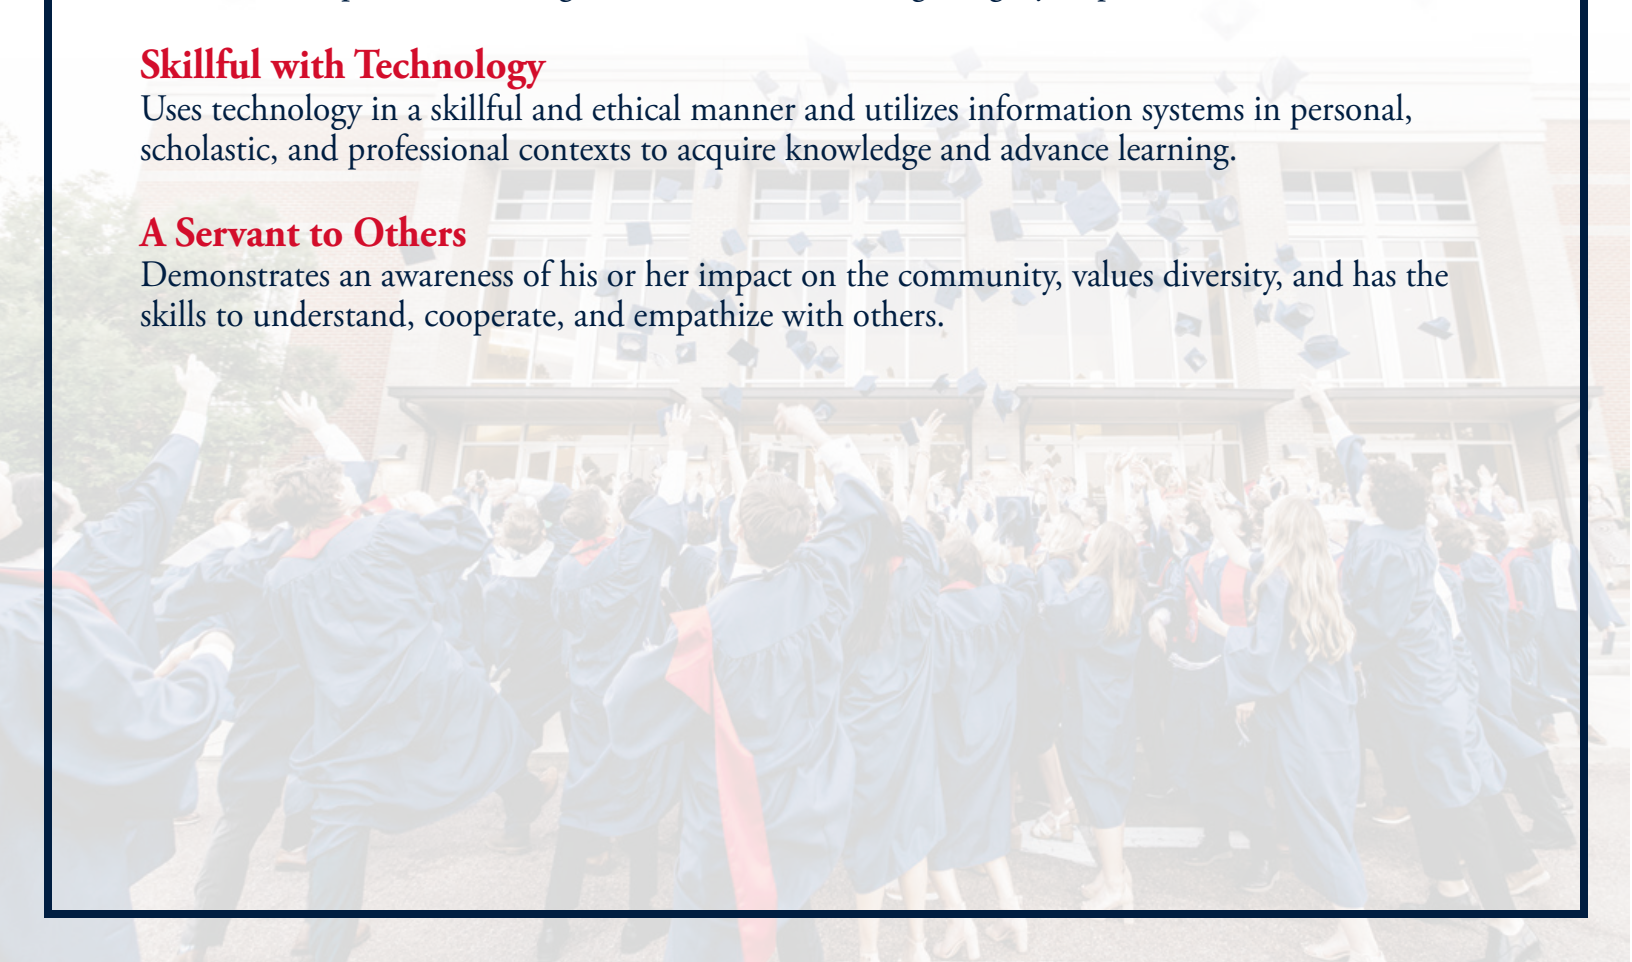 Skillful with Technology
Uses technology in a skillful and ethical manner and utilizes information systems in personal,
scholastic, and professional contexts to acquire knowledge and advance learning.
A Servant to Others
Demonstrates an awareness of his or her impact on the community, values diversity, and has the
skills to understand, cooperate, and empathize with others.